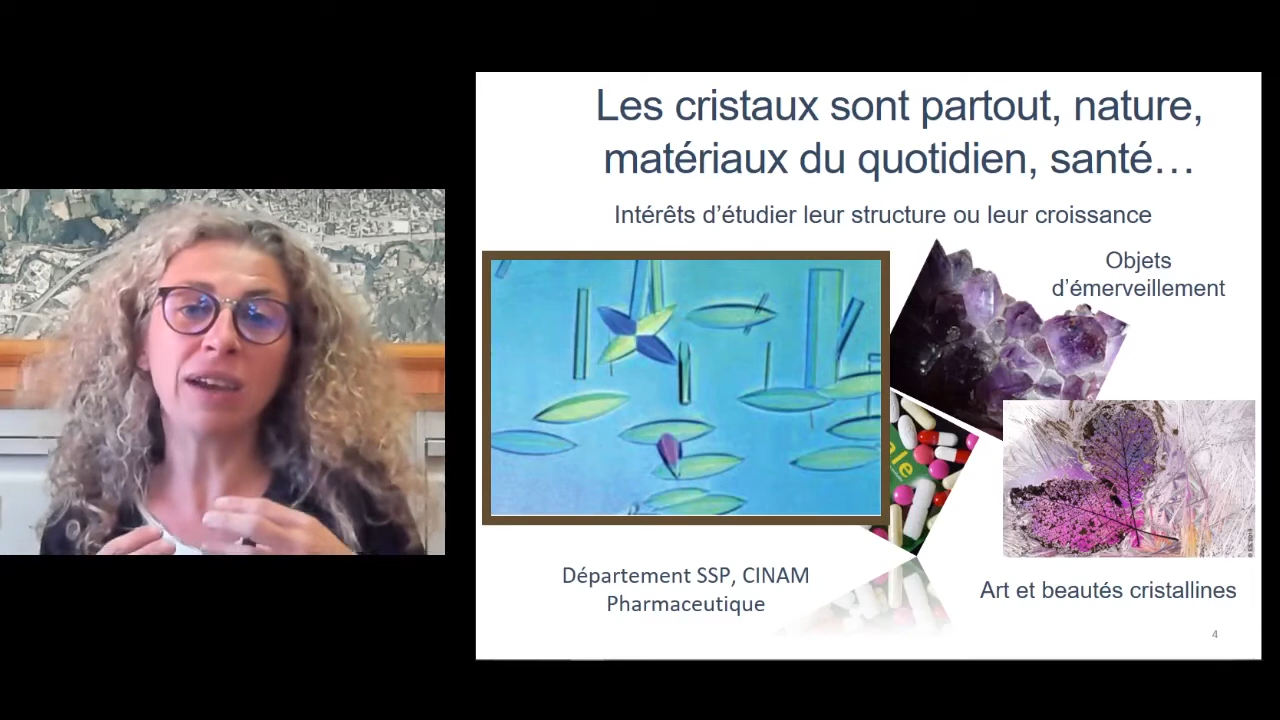 Les cristaux sont partout, nature,
matériaux du quotidien, santé…
Intérêts d’étudier leur structure ou leur croissance
Objets
d’émerveillement
ale
Département SSP, CINAM
Pharmaceutique
Art et beautés cristallines
4